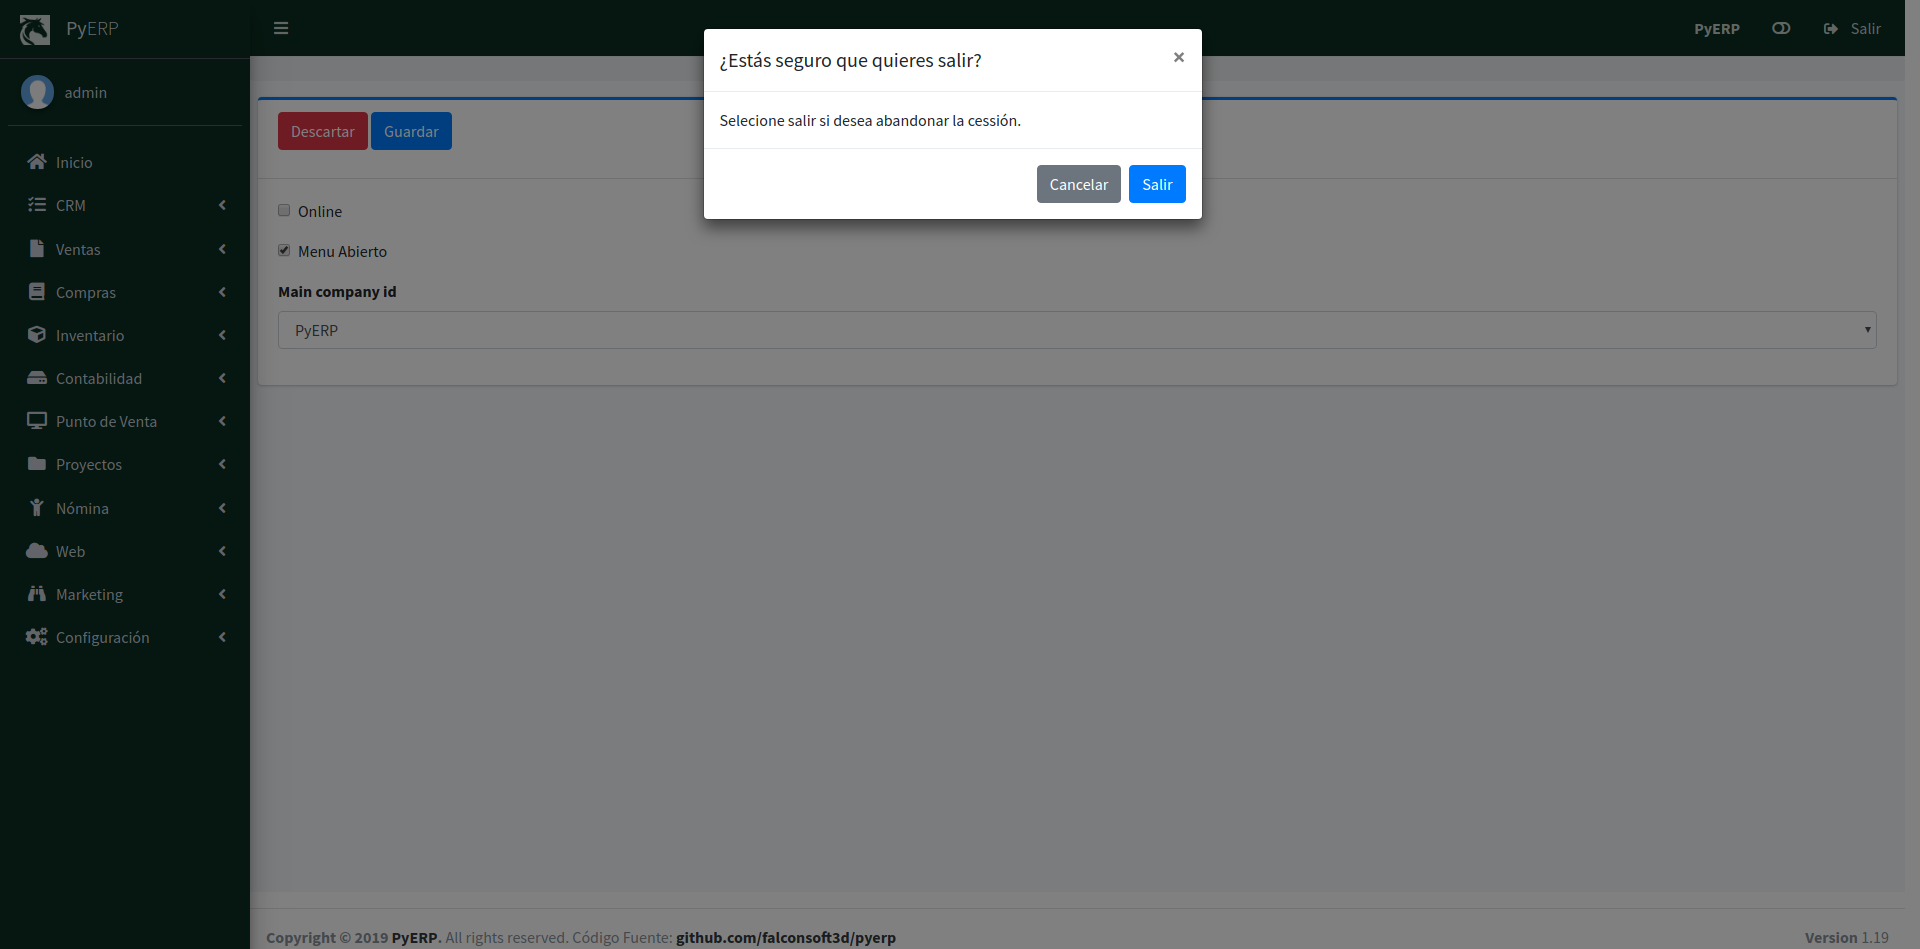 PyERP
PyERP
Salir
admin
Inicio
CRM
Ventas
Compras
Inventario
Contabilidad
Punto de Venta
Proyectos
Nómina
Web
Marketing
Configuración
¿Estás seguro que quieres salir?
×
Selecione salir si desea abandonar la cessión.
Cancelar Salir
Descartar Guardar
Online
Menu Abierto
Main company id
PyERP
Copyright © 2019 PyERP. All rights reserved. Código Fuente: github.com/falconsoft3d/pyerp
Version 1.19